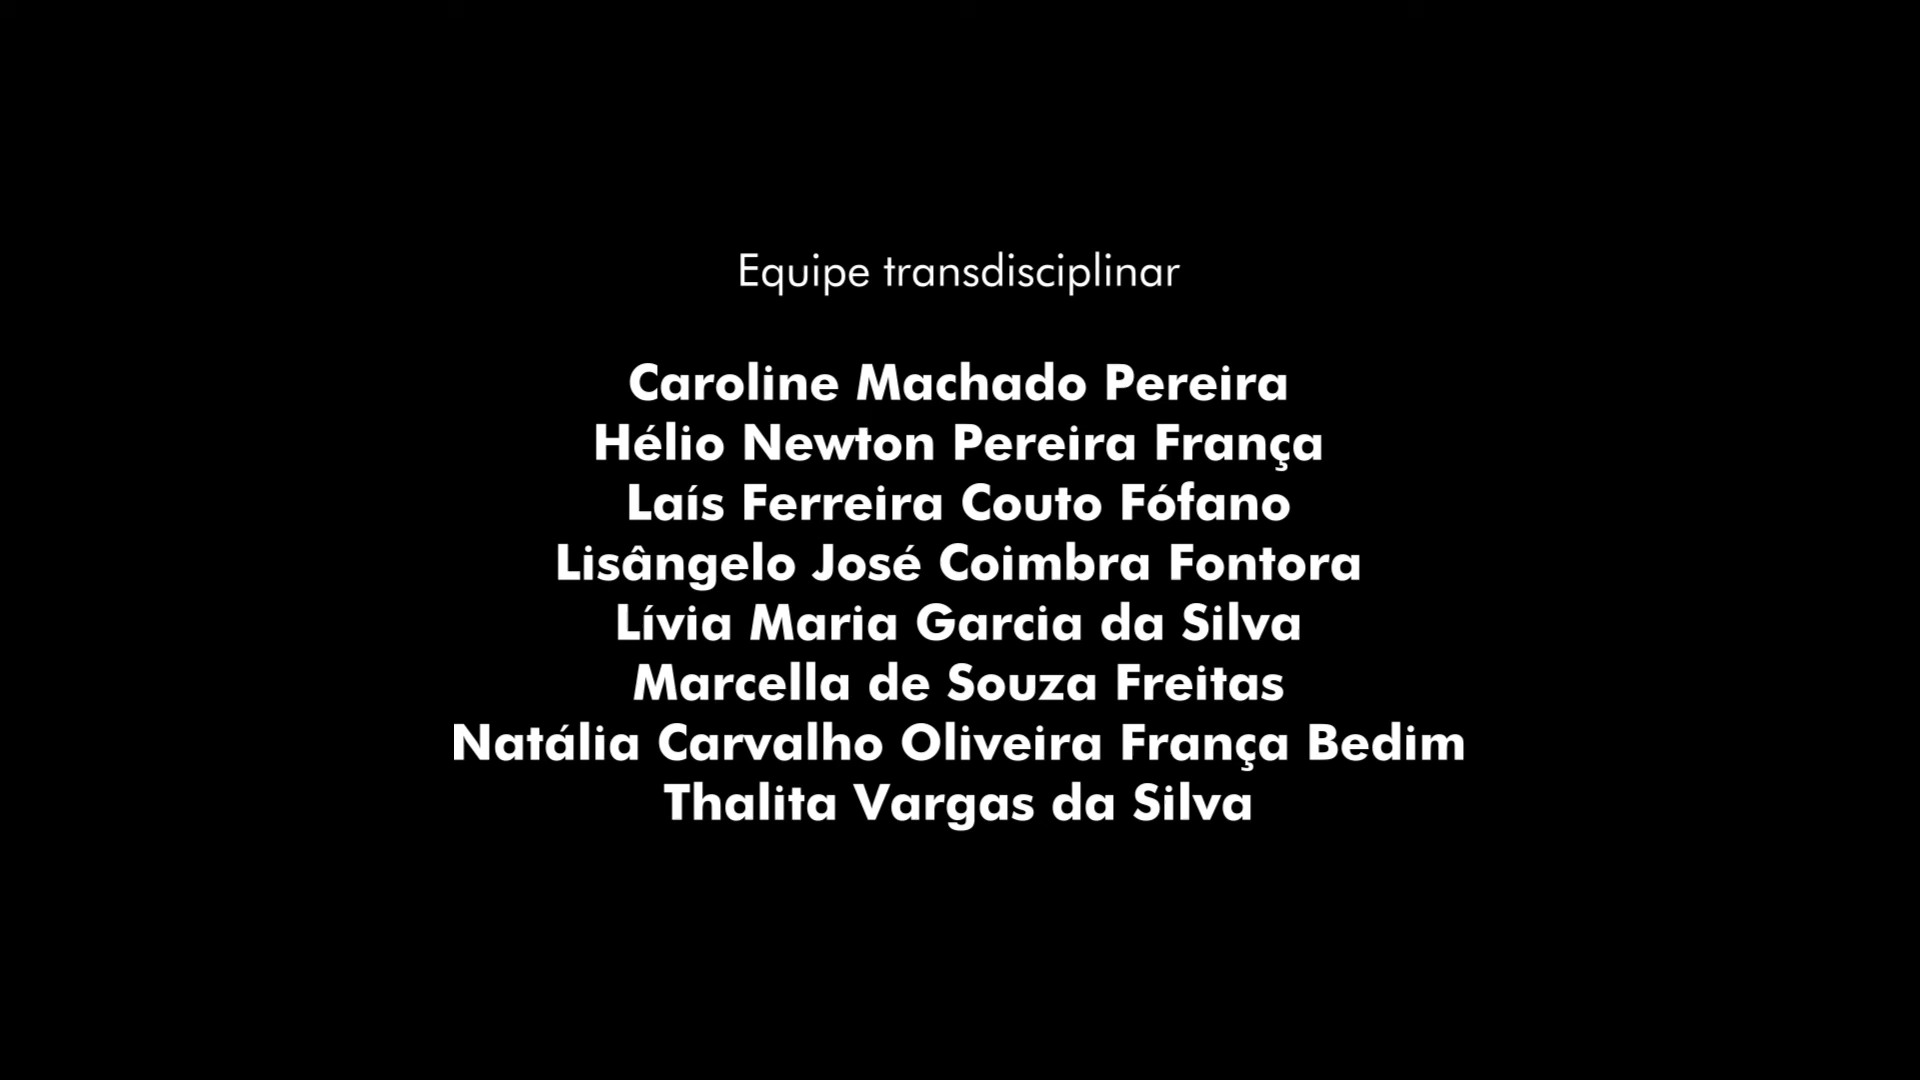 Equipe transdisciplinar
Caroline Machado Pereira
Hélio Newton Pereira França
Laís Ferreira Couto Fófano
Lisângelo José Coimbra Fontora
Lívia Maria Garcia da Silva
Marcella de Souza Freitas
Natália Carvalho Oliveira França Bedim
Thalita Vargas da Silva